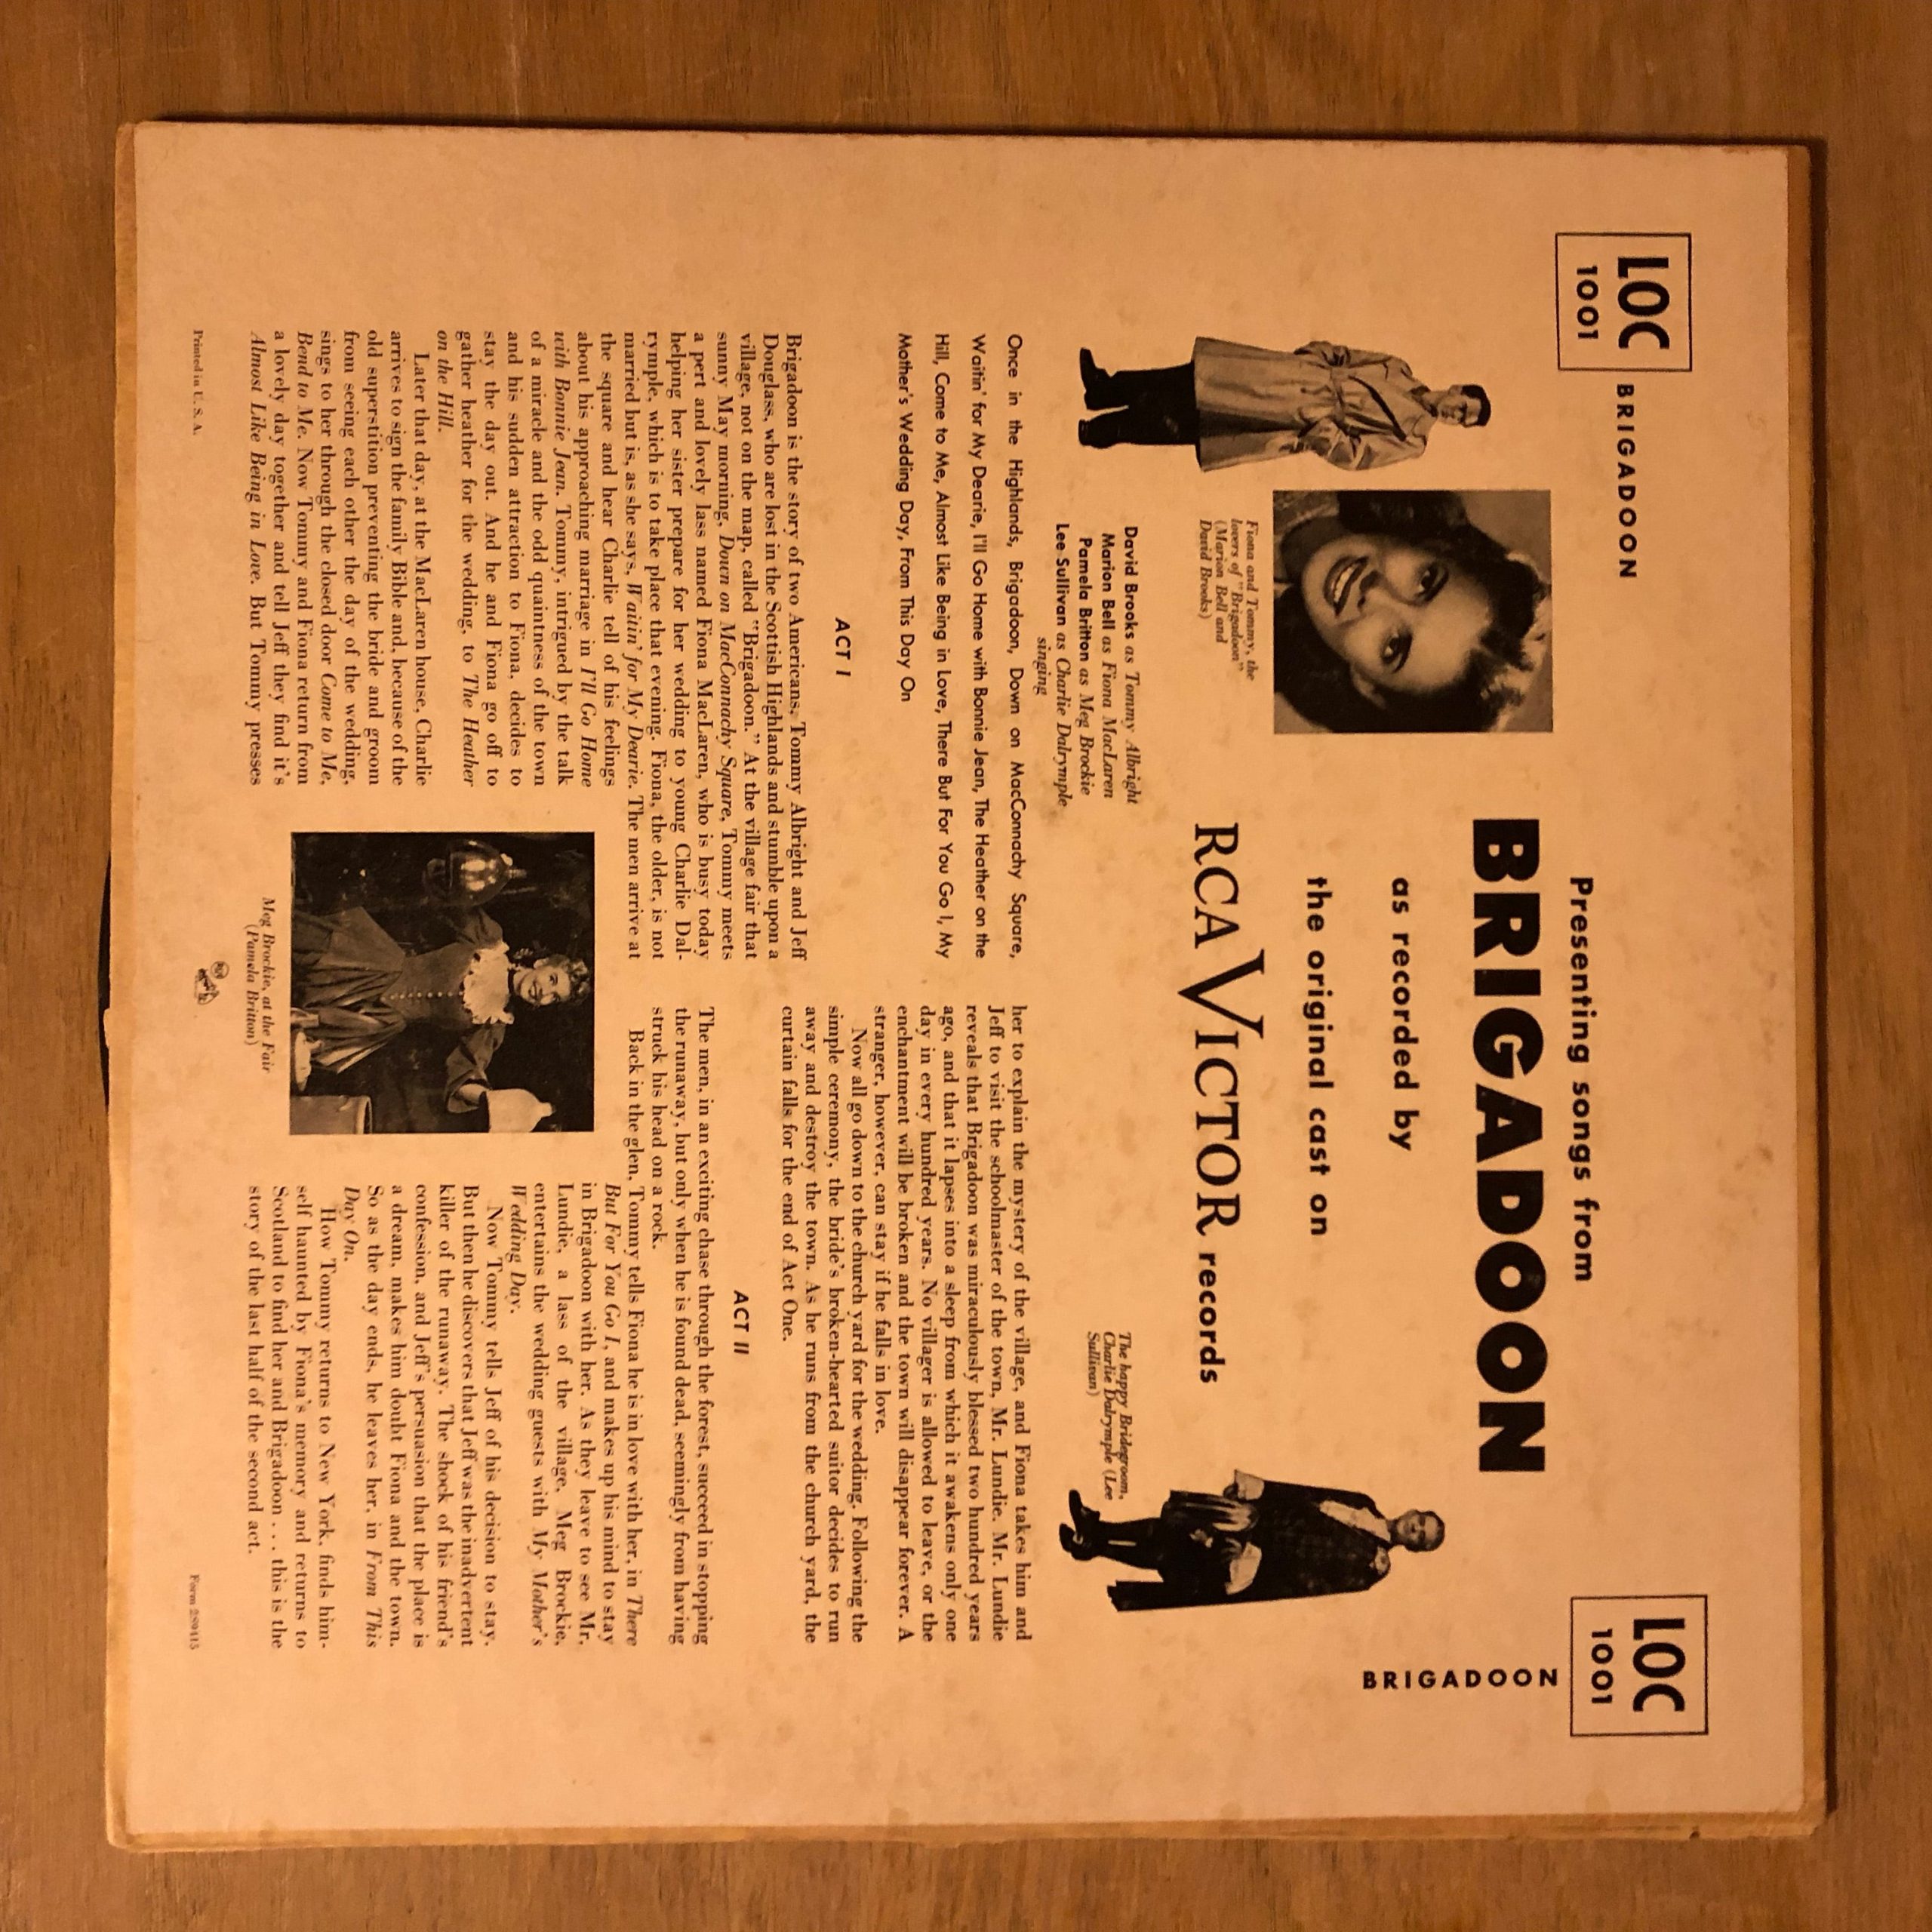 LOC
1001
BRIGADOON
LOC
1001
BRIGADOON
Presenting songs from
BRIGADOON
as recorded by
the original cast on
RCA VICTOR records
Fiona and Tommy, the
lovers of "Brigadoon"
(Marion Bell and
David Brooks)
David Brooks as Tommy Albright
Marion Bell as Fiona MacLaren
Pamela Britton as Meg Brockie
Lee Sullivan as Charlie Dalrymple
singing
The happy Bridegroom,
Charlie Dalrymple (Lee
Sullivan)
Once in the Highlands, Brigadoon, Down on MacConnachy Square,
Waitin' for My Dearie, I'll Go Home with Bonnie Jean, The Heather on the
Hill, Come to Me, Almost Like Being in Love, There But For You Go I, My
Mother's Wedding Day, From This Day On
ACT I
Brigadoon is the story of two Americans, Tommy Albright and Jeff
Douglass, who are lost in the Scottish Highlands and stumble upon a
village, not on the map, called "Brigadoon." At the village fair that
sunny May morning, Down on MacConnachy Square, Tommy meets
a pert and lovely lass named Fiona MacLaren, who is busy today
helping her sister prepare for her wedding to young Charlie Dal-
rymple, which is to take place that evening. Fiona, the older, is not
married but is, as she says, Waitin' for My Dearie. The men arrive at
the square and hear Charlie tell of his feelings
about his approaching marriage in I'll Go Home
with Bonnie Jean. Tommy, intrigued by the talk
of a miracle and the odd quaintness of the town
and his sudden attraction to Fiona, decides to
stay the day out. And he and Fiona go off to
gather heather for the wedding, to The Heather
on the Hill.
Later that day, at the MacLaren house, Charlie
arrives to sign the family Bible and, because of the
old superstition preventing the bride and groom
from seeing each other the day of the wedding,
sings to her through the closed door Come to Me,
Bend to Me. Now Tommy and Fiona return from
a lovely day together and tell Jeff they find it's
Almost Like Being in Love. But Tommy presses
her to explain the mystery of the village, and Fiona takes him and
Jeff to visit the schoolmaster of the town, Mr. Lundie. Mr. Lundie
reveals that Brigadoon was miraculously blessed two hundred years
ago, and that it lapses into a sleep from which it awakens only one
day in every hundred years. No villager is allowed to leave, or the
enchantment will be broken and the town will disappear forever. A
stranger, however, can stay if he falls in love.
Now all go down to the church yard for the wedding. Following the
simple ceremony, the bride's broken-hearted suitor decides to run
away and destroy the town. As he runs from the church yard, the
curtain falls for the end of Act One.
ACT II
The men, in an exciting chase through the forest, succeed in stopping
the runaway, but only when he is found dead, seemingly from having
struck his head on a rock.
Back in the glen, Tommy tells Fiona he is in love with her, in There
But For You Go I, and makes up his mind to stay
in Brigadoon with her. As they leave to see Mr.
Lundie, a lass of the village, Meg Brockie,
entertains the wedding guests with My Mother's
Wedding Day.
Now Tommy tells Jeff of his decision to stay.
But then he discovers that Jeff was the inadvertent
killer of the runaway. The shock of his friend's
confession, and Jeff's persuasion that the place is
a dream, makes him doubt Fiona and the town.
So as the day ends, he leaves her, in From This
Day On.
How Tommy returns to New York, finds him-
self haunted by Fiona's memory and returns to
Scotland to find her and Brigadoon . . . this is the
story of the last half of the second act.
Meg Brockie, at the Fair
(Pamela Britton)
Printed in U. S. A.
Form 2S9115